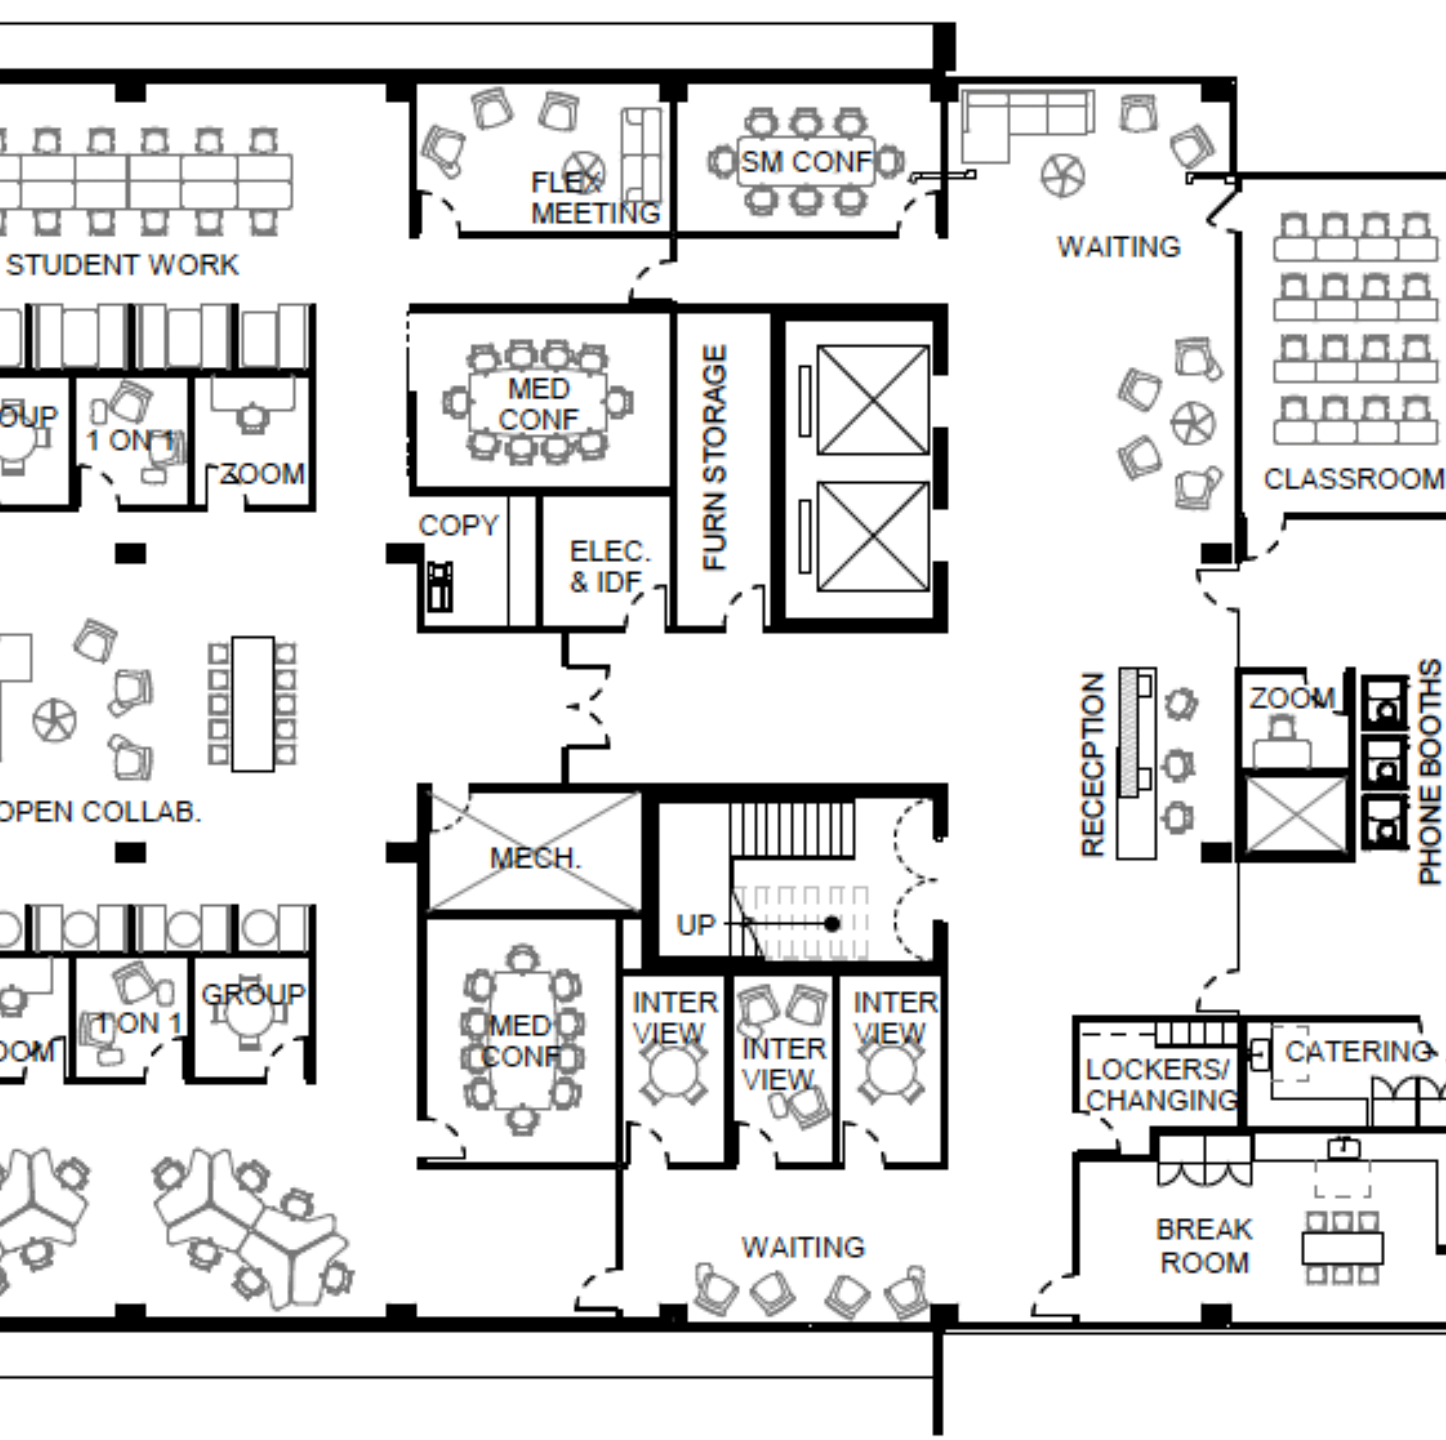 FLEX
MEETING
SM CONF
WAITING
STUDENT WORK
MED
CONF
FURN STORAGE
1 ON 1
ZOOM
CLASSROOM
COPY
ELEC.
& IDF
RECECPTION
ZOOM
PHONE BOOTHS
OPEN COLLAB.
MECH.
UP
GROUP
1 ON 1
MED
CONF
INTER
VIEW
INTER
VIEW
INTER
VIEW
LOCKERS/
CHANGING
CATERING
BREAK
ROOM
WAITING